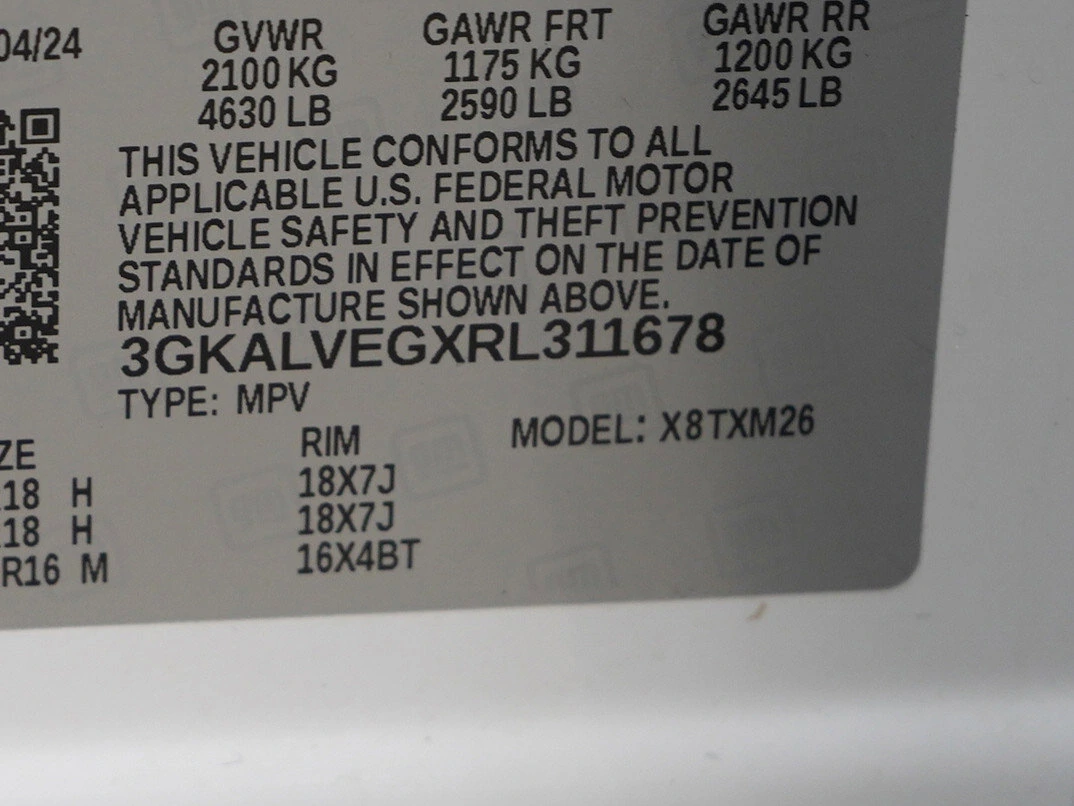 04/24 GVWR GAWR FRT GAWR RR
2100 KG 1175 KG 1200 KG
4630 LB 2590 LB 2645 LB
THIS VEHICLE CONFORMS TO ALL
APPLICABLE U.S. FEDERAL MOTOR
VEHICLE SAFETY AND THEFT PREVENTION
STANDARDS IN EFFECT ON THE DATE OF
MANUFACTURE SHOWN ABOVE.
3GKALVEGXRL311678
TYPE: MPV
ZE RIM MODEL: X8TXM26
18 H 18X7J
18 H 18X7J
R16 M 16X4BT